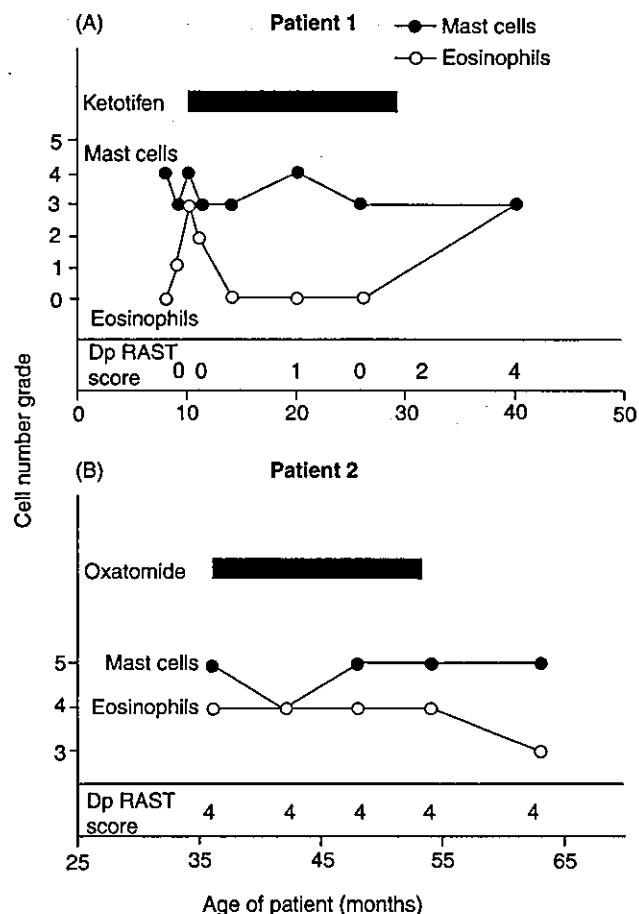 (A) Patient 1
Mast cells
Eosinophils
Ketotifen
5
Mast cells
4
3
2
1
0
Eosinophils
Dp RAST score 0 0 1 0 2 4
0 10 20 30 40 50
Cell number grade
(B) Patient 2
Oxatomide
Mast cells
5
Eosinophils
4
3
Dp RAST score 4 4 4 4 4
25 35 45 55 65
Age of patient (months)